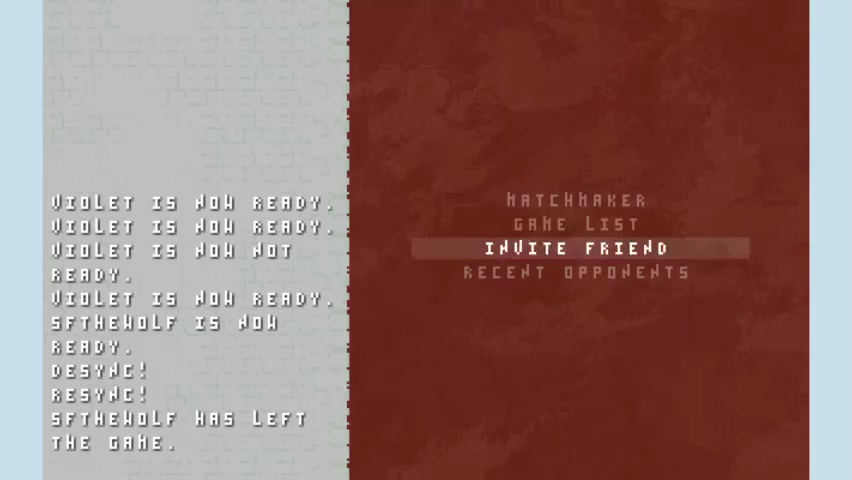 VIOLET IS NOW READY.
VIOLET IS NOW READY.
VIOLET IS NOW NOT
READY.
VIOLET IS NOW READY.
SFTHEWOLF IS NOW
READY.
DESYNC!
RESYNC!
SFTHEWOLF HAS LEFT
THE GAME.
MATCHMAKER
GAME LIST
INVITE FRIEND
RECENT OPPONENTS